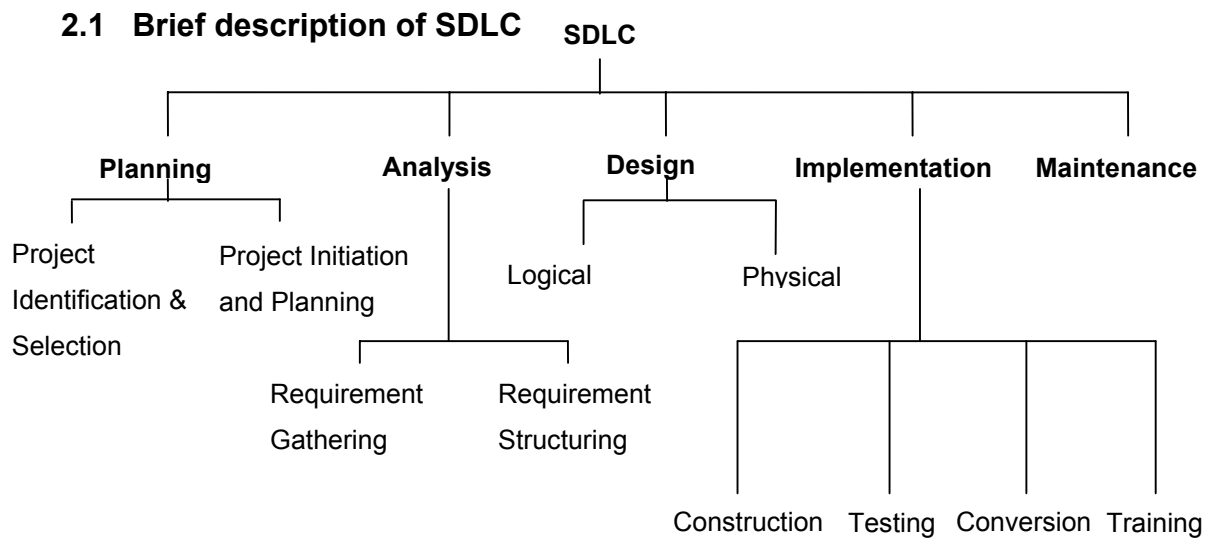 2.1 Brief description of SDLC
SDLC
Planning
Analysis
Design
Implementation
Maintenance
Project
Identification &
Selection
Project Initiation
and Planning
Logical
Physical
Requirement
Gathering
Requirement
Structuring
Construction
Testing
Conversion
Training